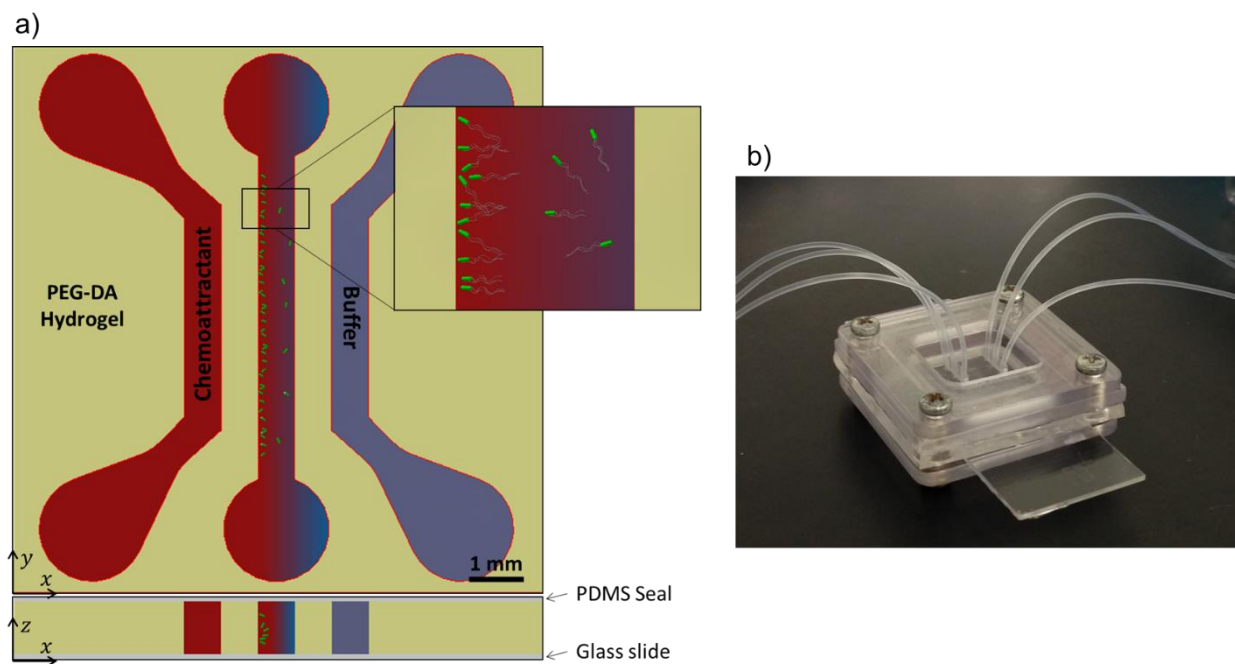 a)
PEG-DA
Hydrogel
Chemoattractant
Buffer
1 mm
y
x
z
x
PDMS Seal
Glass slide
b)